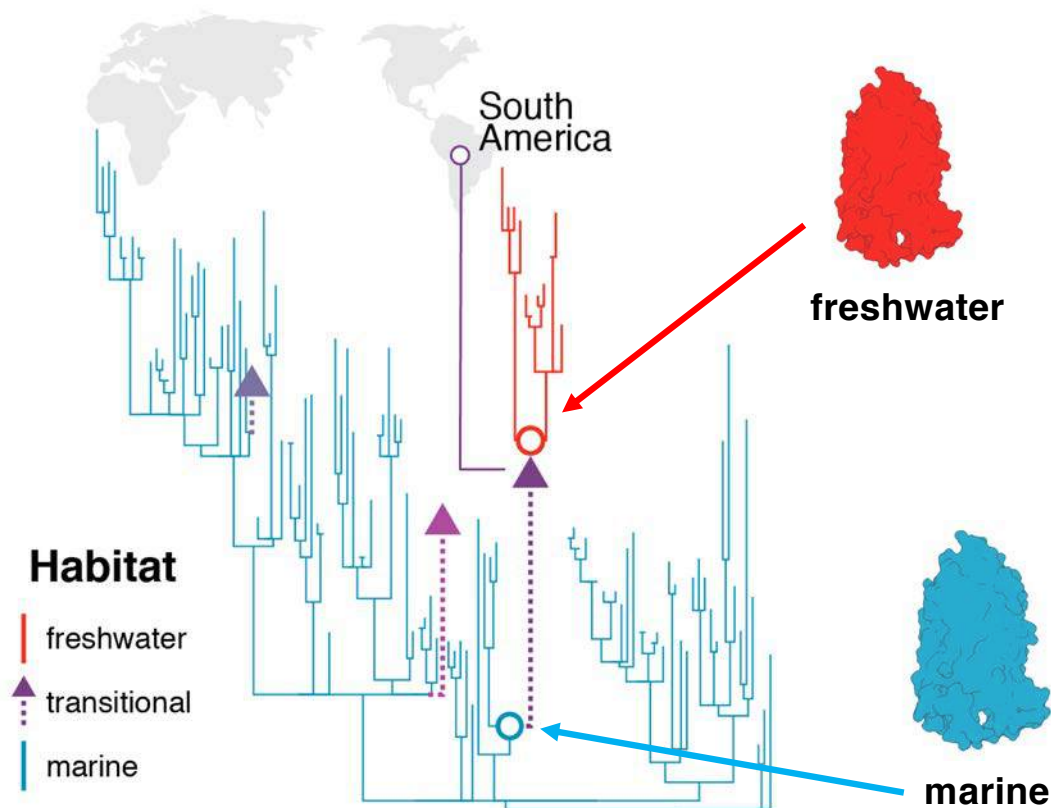 South
America
freshwater
Habitat
freshwater
transitional
marine
marine